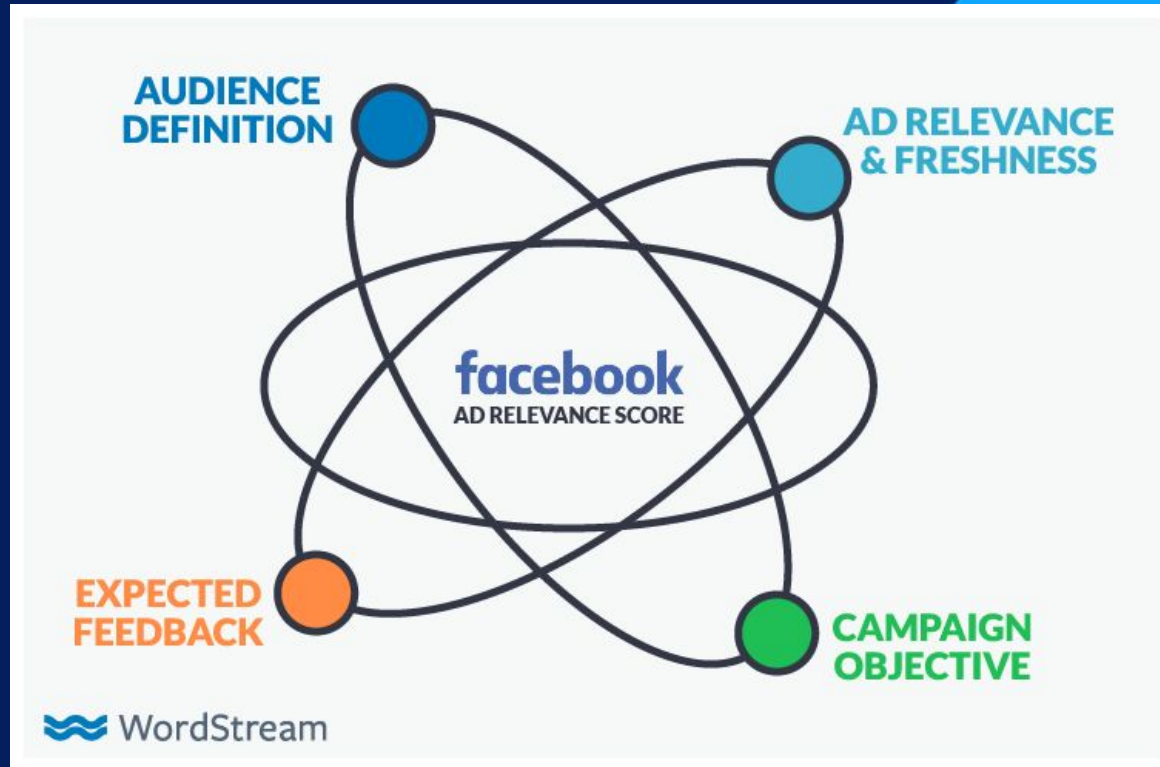 AUDIENCE
DEFINITION
AD RELEVANCE
& FRESHNESS
facebook
AD RELEVANCE SCORE
EXPECTED
FEEDBACK
CAMPAIGN
OBJECTIVE
WordStream